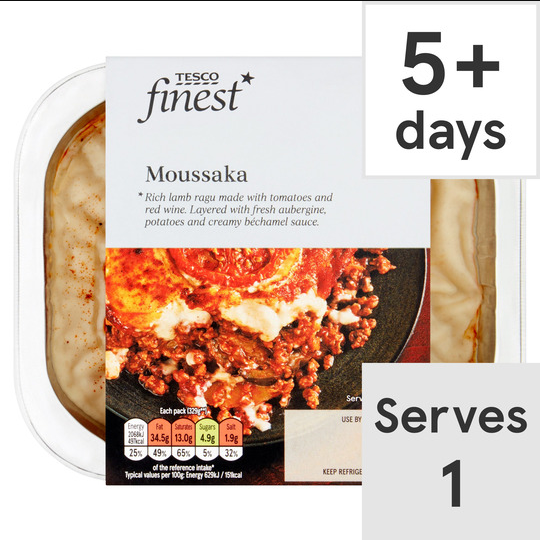 TESCO
finest*
Moussaka
*Rich lamb ragu made with tomatoes and
red wine. Layered with fresh aubergine,
potatoes and creamy béchamel sauce.
5+
days
Each pack (329g**)
Energy Fat Saturates Sugars Salt
2068kJ
497kcal 34.5g 13.0g 4.9g 1.9g
25% 49% 65% 5% 32%
of the reference intake*
Typical values per 100g: Energy 629kJ / 151kcal
Serv
USE BY
KEEP REFRIGE
Serves
1